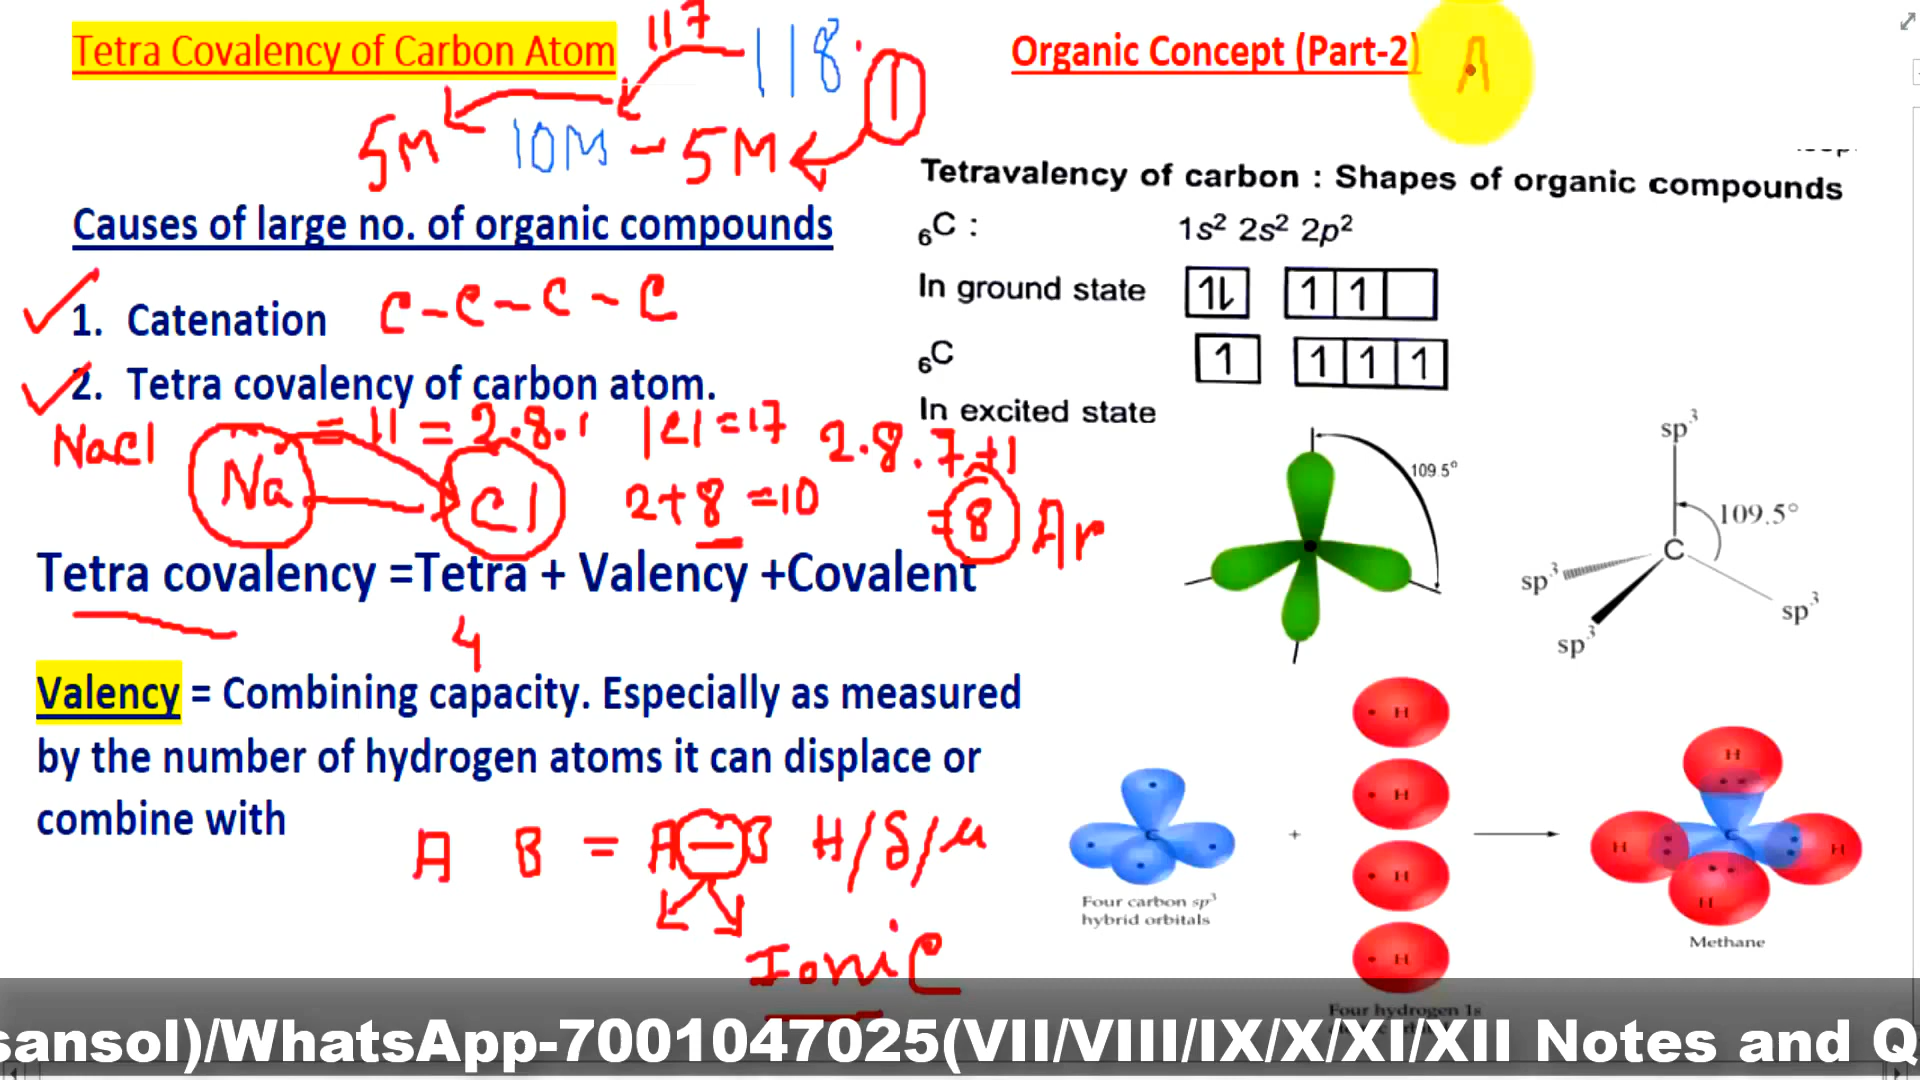 Tetra Covalency of Carbon Atom
117
118
1
5M 10M - 5M
Organic Concept (Part-2) A
Causes of large no. of organic compounds
1. Catenation C-C-C-C
2. Tetra covalency of carbon atom.
NaCl
Na = 11 = 2.8.1
Cl
Cl = 17 2.8.7+1
2+8=10 =8 Ar
Tetra covalency =Tetra + Valency +Covalent
4
Valency = Combining capacity. Especially as measured
by the number of hydrogen atoms it can displace or
combine with
A B = A-B H/S/μ
Ionic
Tetravalency of carbon : Shapes of organic compounds
₆C : 1s² 2s² 2p²
In ground state 1⇂ 1 1
₆C 1 1 1 1
In excited state
109.5°
sp³
109.5°
C
sp³
sp³
sp³
H
H
H
H
C
+
Four carbon sp³
hybrid orbitals
Four hydrogen 1s
H
H C H
H
Methane
sansol)/WhatsApp-7001047025(VII/VIII/IX/X/XI/XII Notes and Q